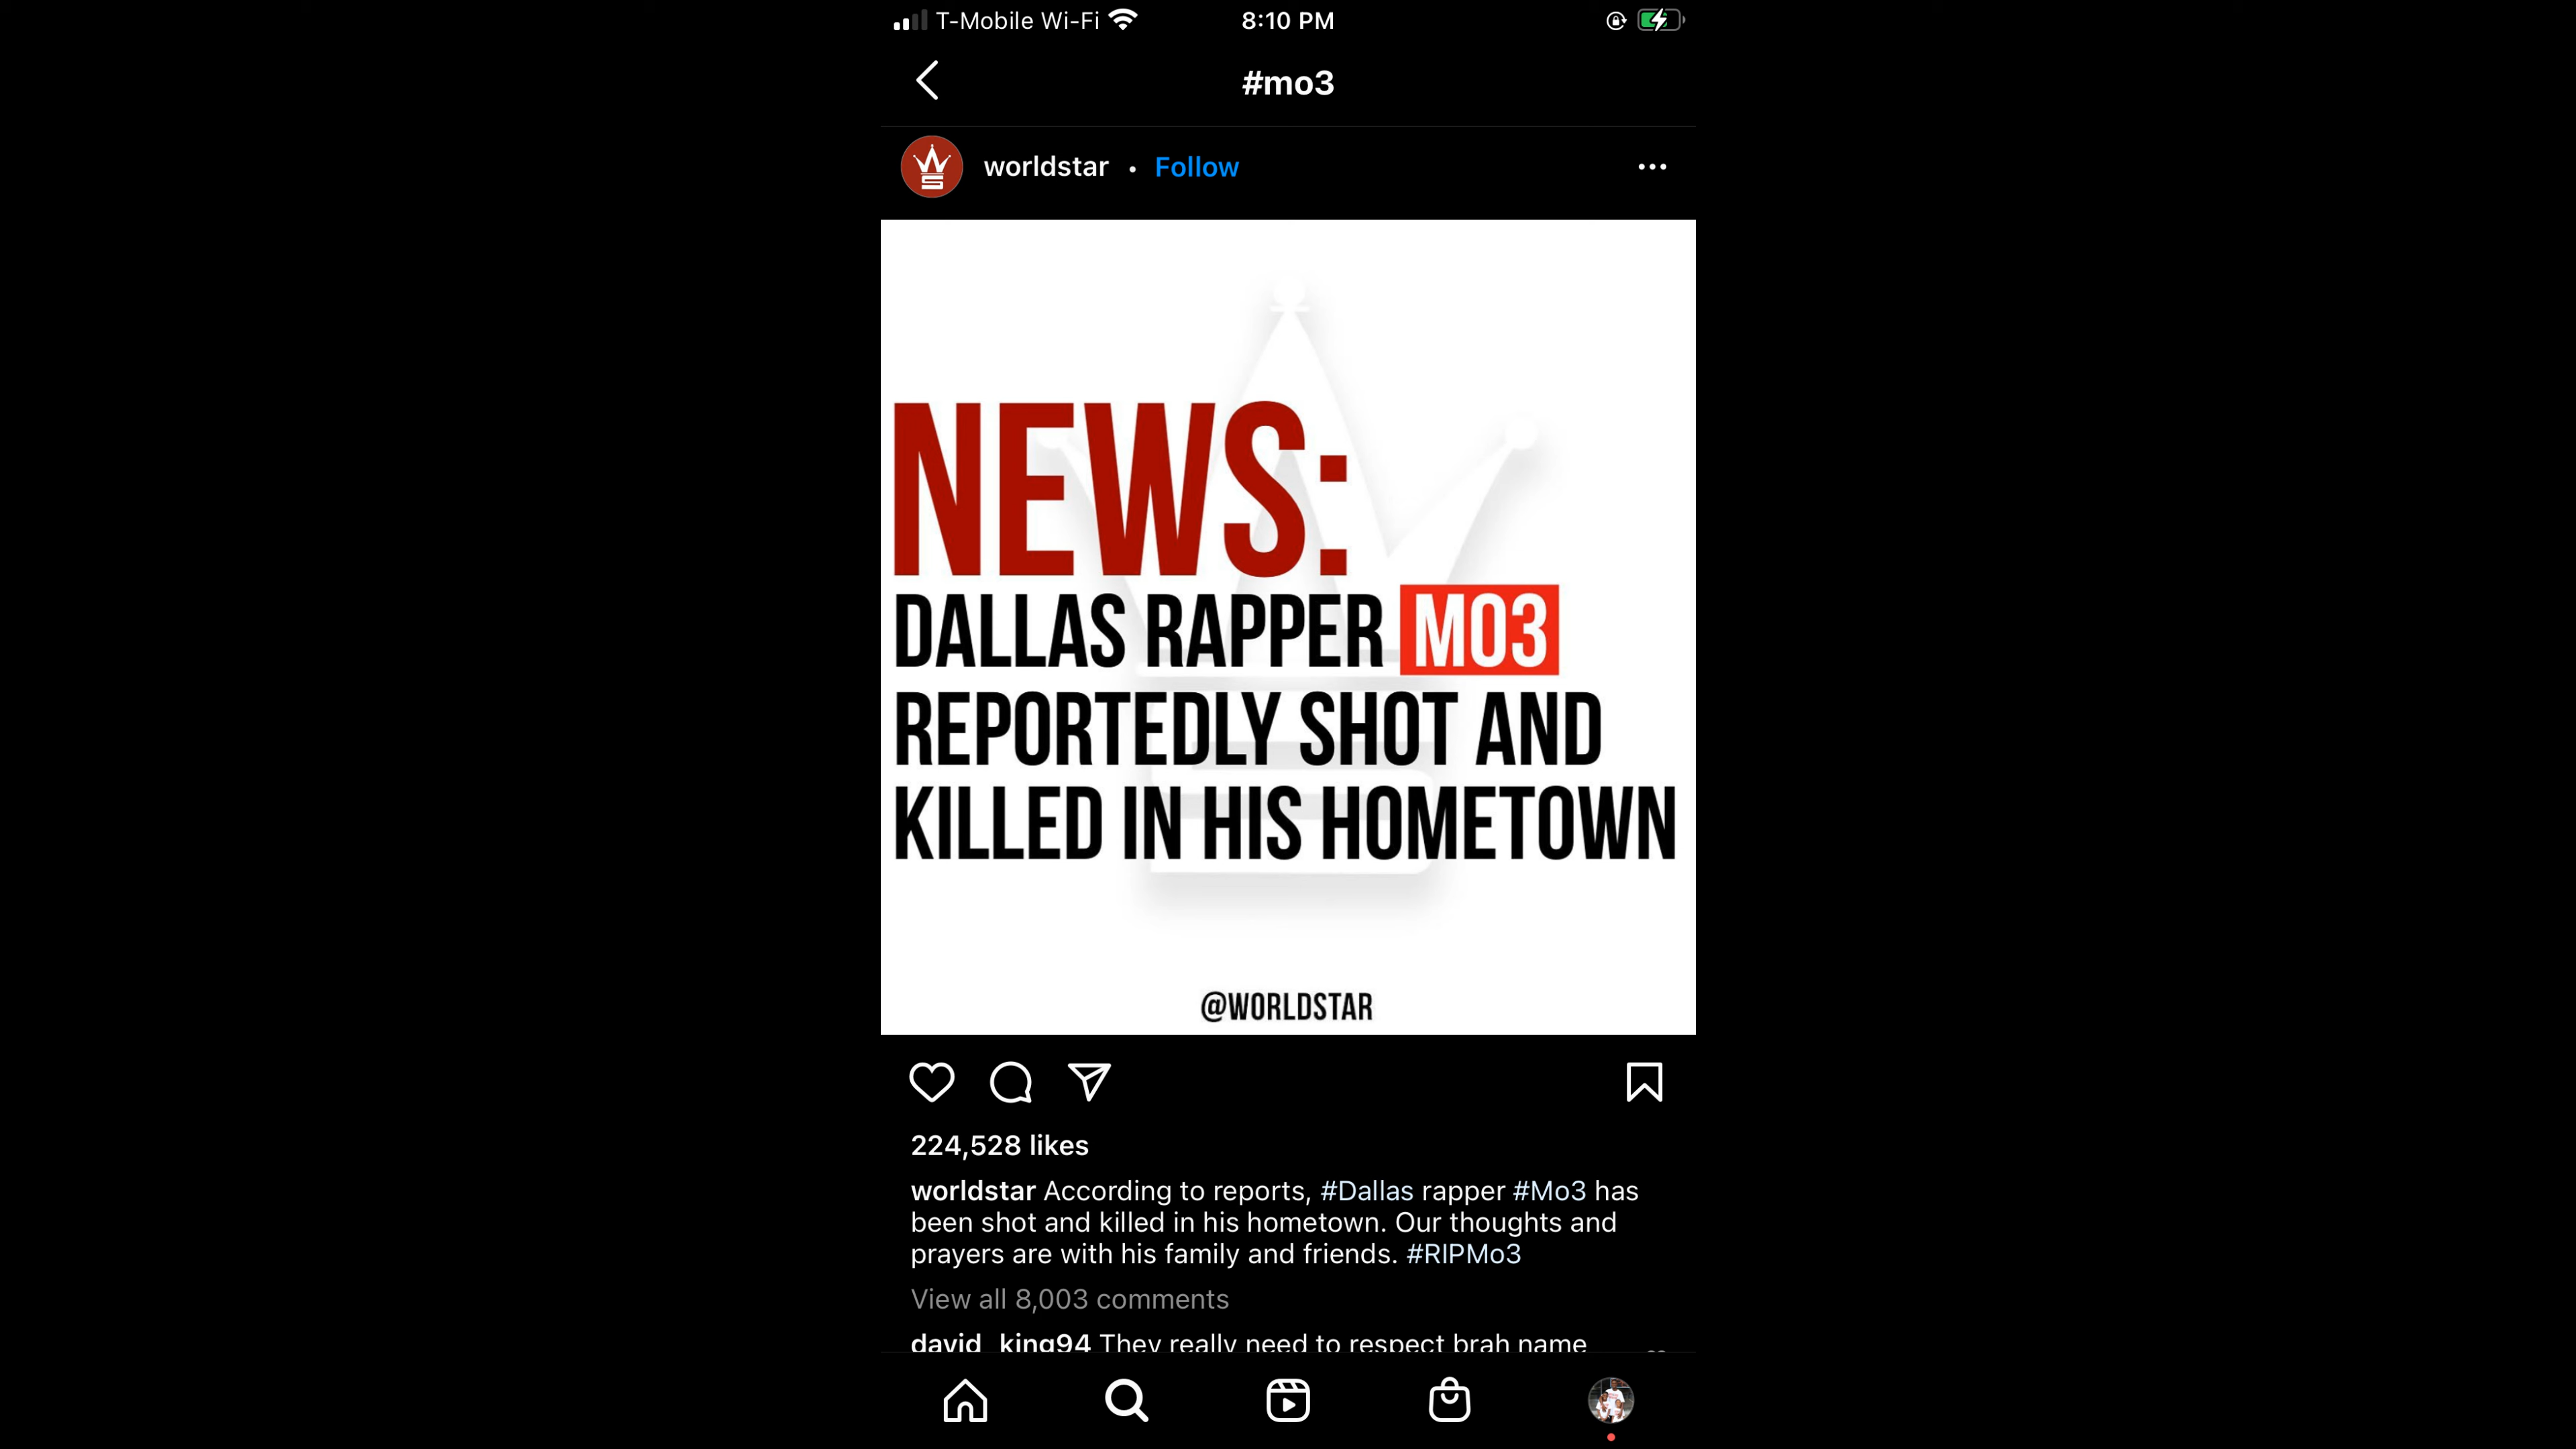 T-Mobile Wi-Fi 8:10 PM
#mo3
worldstar • Follow
NEWS:
DALLAS RAPPER MO3
REPORTEDLY SHOT AND
KILLED IN HIS HOMETOWN
@WORLDSTAR
224,528 likes
worldstar According to reports, #Dallas rapper #Mo3 has
been shot and killed in his hometown. Our thoughts and
prayers are with his family and friends. #RIPMo3
View all 8,003 comments
david_king94 They really need to respect brah name